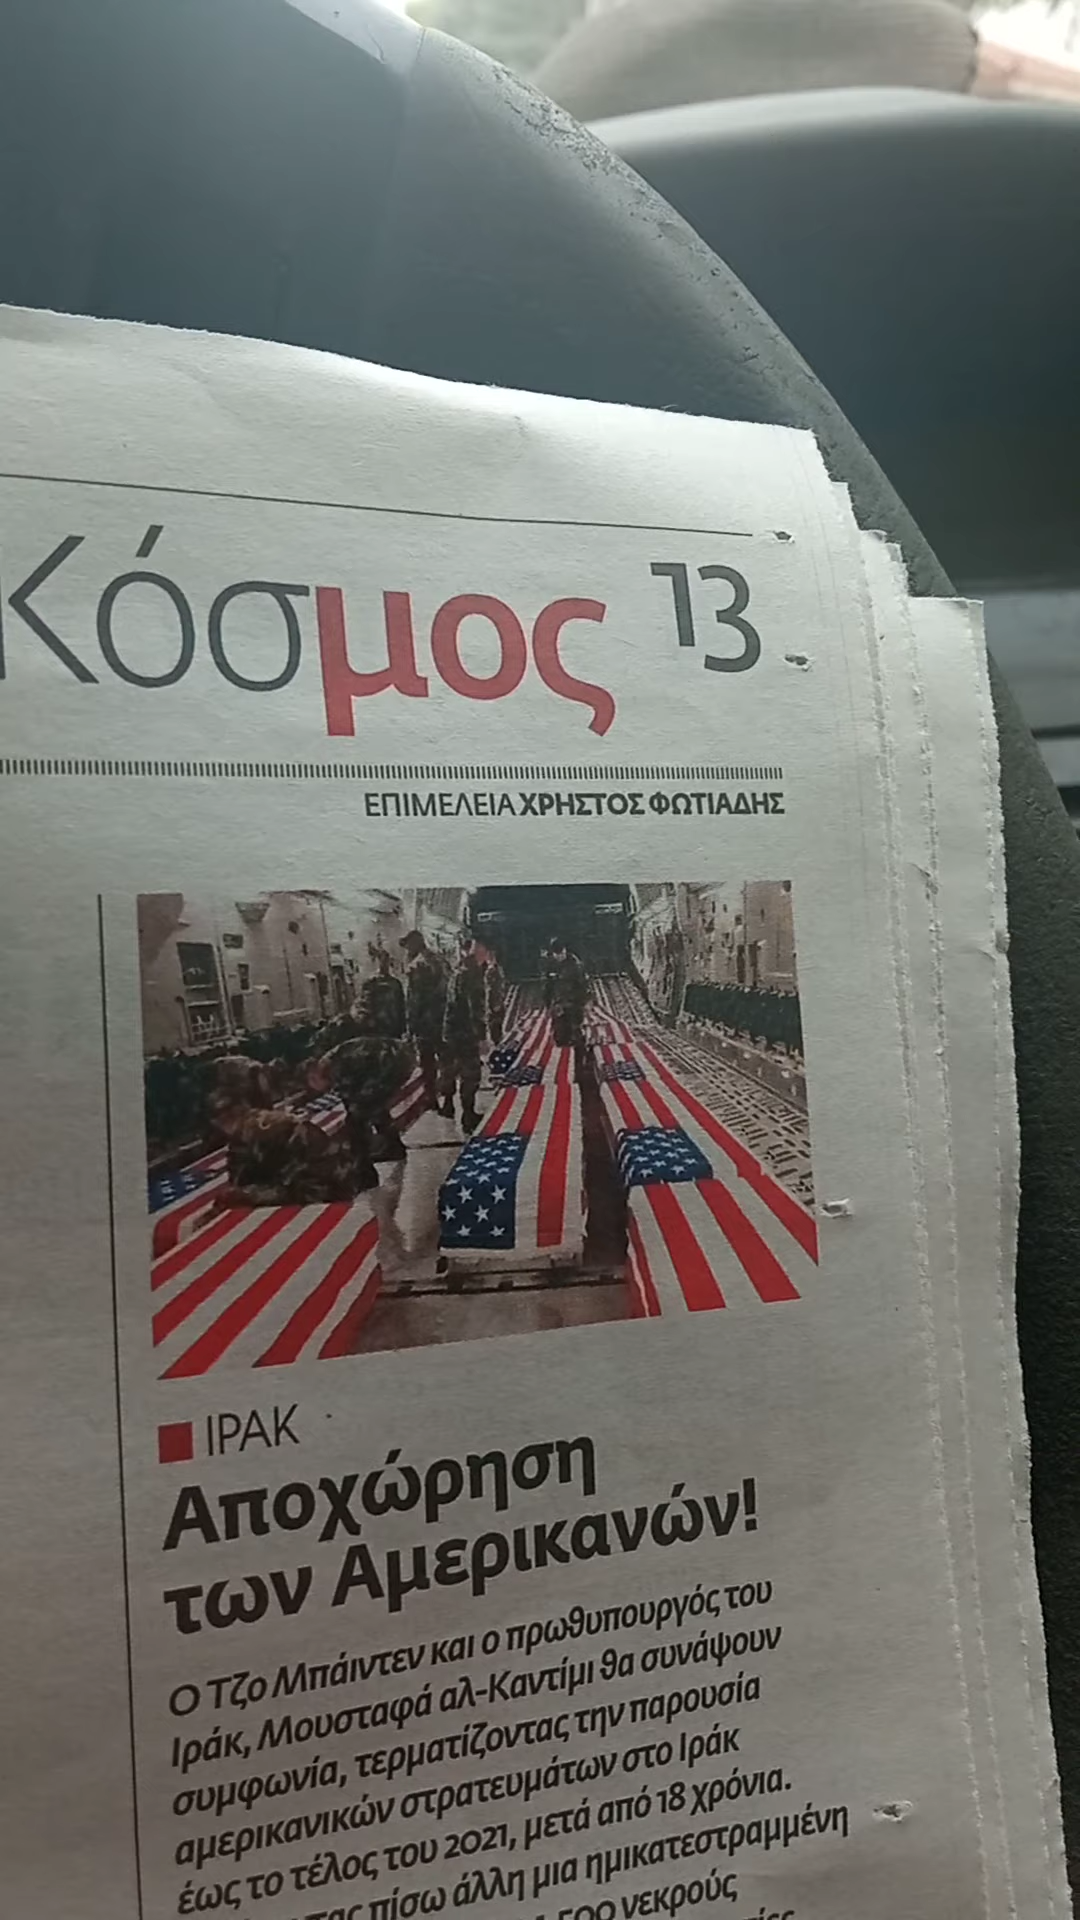 Κόσμος 13
ΕΠΙΜΕΛΕΙΑ ΧΡΗΣΤΟΣ ΦΩΤΙΑΔΗΣ
ΙΡΑΚ
Αποχώρηση
των Αμερικανών!
Ο Τζο Μπάιντεν και ο πρωθυπουργός του
Ιράκ, Μουσταφά αλ-Καντίμι θα συνάψουν
συμφωνία, τερματίζοντας την παρουσία
αμερικανικών στρατευμάτων στο Ιράκ
έως το τέλος του 2021, μετά από 18 χρόνια.
πίσω άλλη μια ημικατεστραμμένη
νεκρούς